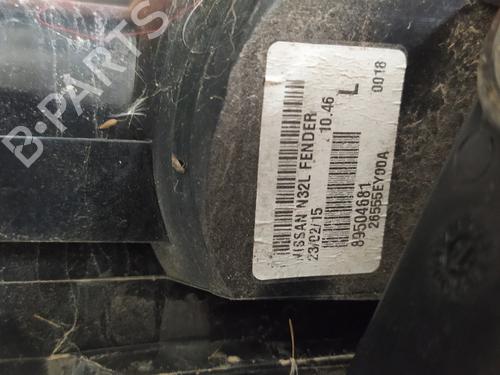 B-PARTS
NISSAN N32L FENDER
23/02/15 10.46 L
89504681 0018
26555EY00A